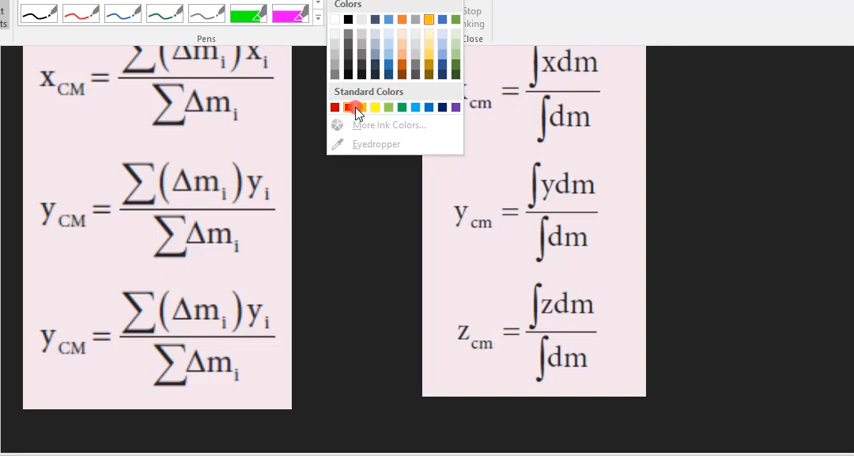 Colors
Stop
nking
Pens
Close
Standard Colors
More Ink Colors...
Eyedropper
x_CM = ∑(Δm_i)x_i / ∑Δm_i
y_CM = ∑(Δm_i)y_i / ∑Δm_i
y_CM = ∑(Δm_i)y_i / ∑Δm_i
cm = ∫xdm / ∫dm
y_cm = ∫ydm / ∫dm
z_cm = ∫zdm / ∫dm